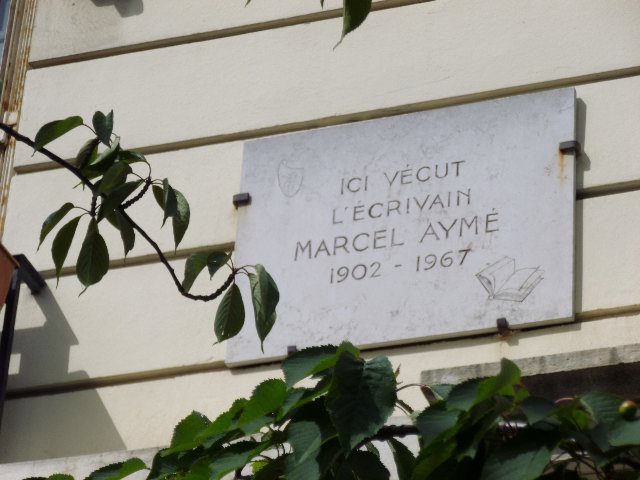 ICI VÉCUT
L'ÉCRIVAIN
MARCEL AYMÉ
1902 - 1967